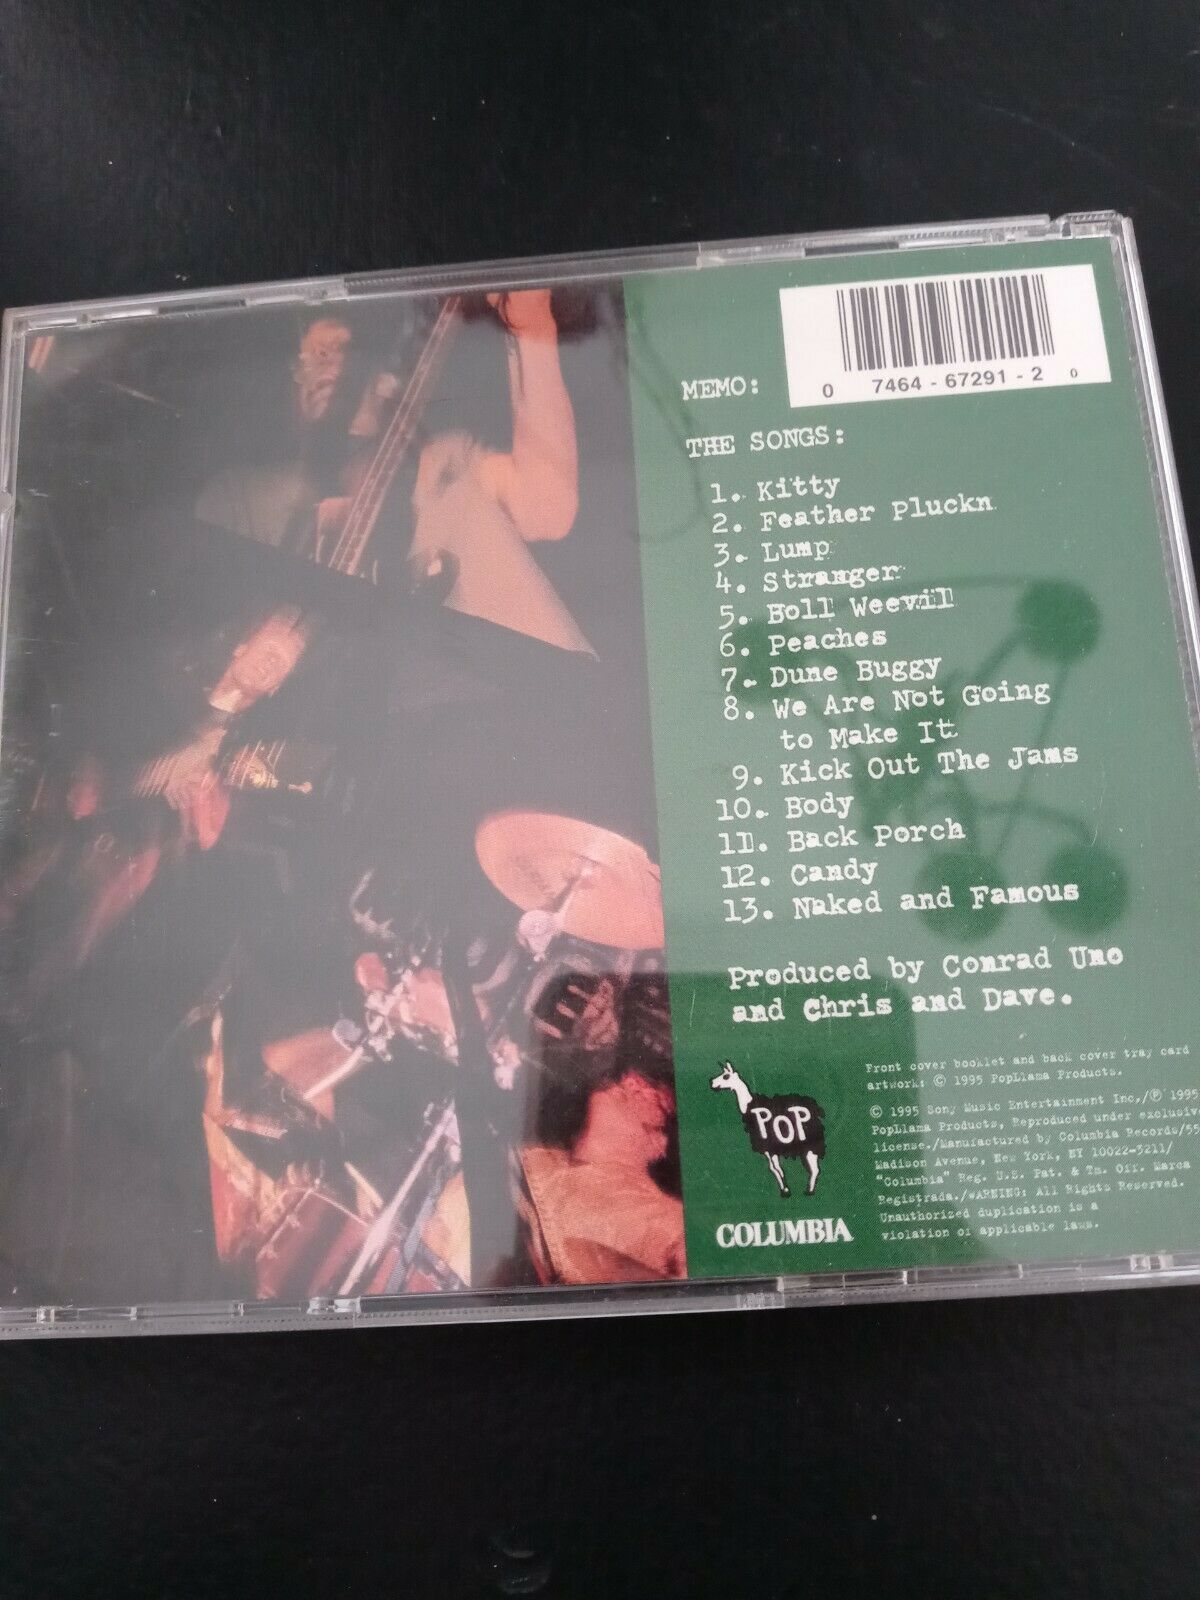 0 7464-67291-2 0
MEMO:
THE SONGS:
1. Kitty
2. Feather Pluckn
3. Lump
4. Stranger
5. Boll Weevil
6. Peaches
7. Dune Buggy
8. We Are Not Going
to Make It
9. Kick Out The Jams
10. Body
11. Back Porch
12. Candy
13. Naked and Famous
Produced by Conrad Uno
and Chris and Dave.
POP
COLUMBIA
Front cover booklet and back cover tray card
artwork: © 1995 PopLlama Products.
© 1995 Sony Music Entertainment Inc./℗ 1995
PopLlama Products, Reproduced under exclusiv
license./Manufactured by Columbia Records/55
Madison Avenue, New York, NY 10022-3211/
"Columbia" Reg. U.S. Pat. & Tm. Off. Marca
Registrada./WARNING: All Rights Reserved.
Unauthorized duplication is a
violation of applicable laws.